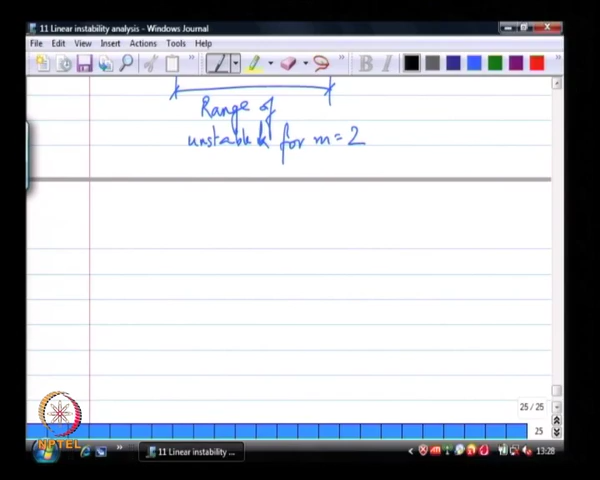 11 Linear instability analysis - Windows Journal
File Edit View Insert Actions Tools Help
B I
Range of
unstable k for m = 2
25 / 25
25
NPTEL
11 Linear instability ...
13:28